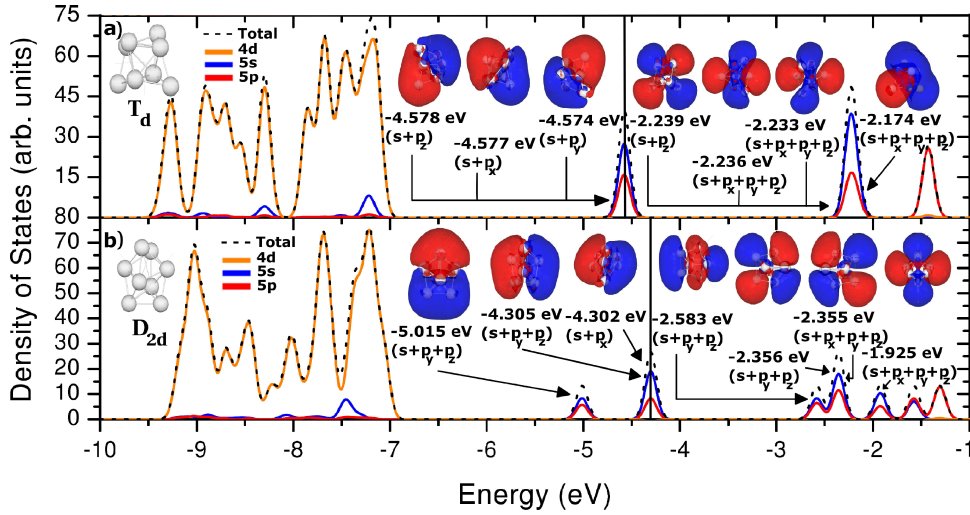 75
60
45
30
15
80
a)
Total
4d
5s
5p
T_d
-4.578 eV
(s+p_z)
-4.577 eV
(s+p_x)
-4.574 eV
(s+p_y)
-2.239 eV
(s+p_z)
-2.236 eV
(s+p_x+p_y+p_z)
-2.233 eV
(s+p_x+p_y+p_z)
-2.174 eV
(s+p_x+p_y+p_z)
Density of States (arb. units)
70
60
50
40
30
20
10
0
b)
Total
4d
5s
5p
D_2d
-5.015 eV
(s+p_y+p_z)
-4.305 eV
(s+p_y+p_z)
-4.302 eV
(s+p_x)
-2.583 eV
(s+p_y+p_z)
-2.356 eV
(s+p_y+p_z)
-2.355 eV
(s+p_x+p_y+p_z)
-1.925 eV
(s+p_x+p_y+p_z)
-10 -9 -8 -7 -6 -5 -4 -3 -2 -1
Energy (eV)